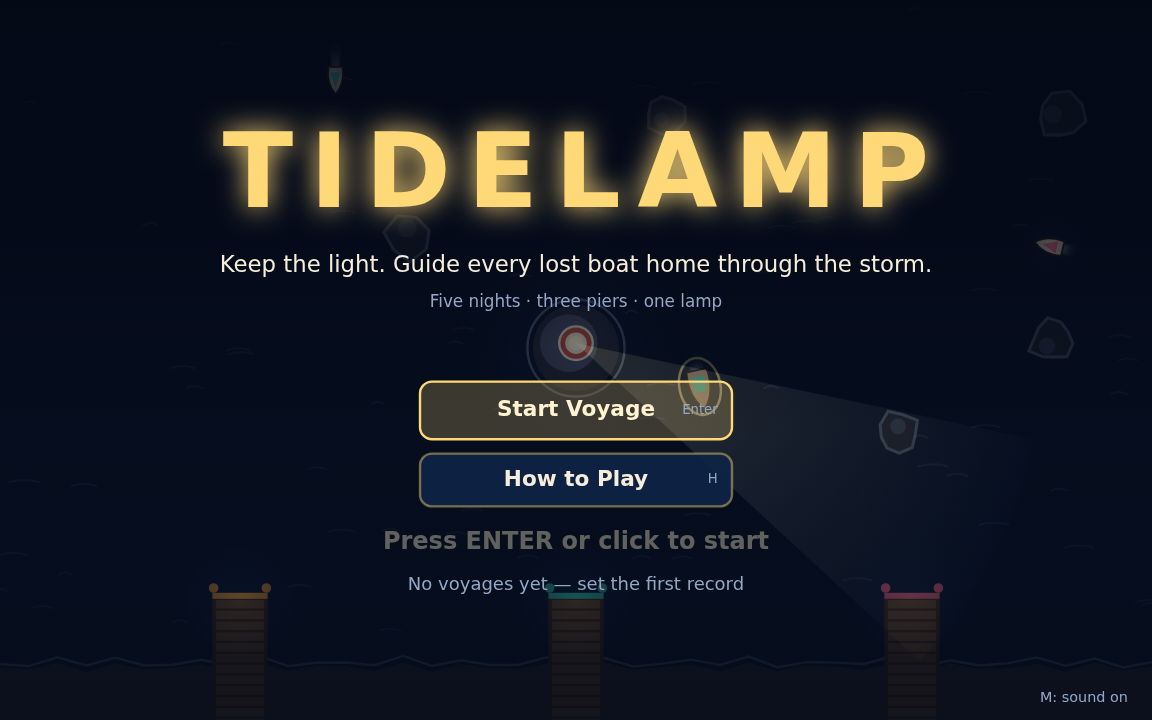 TIDELAMP
Keep the light. Guide every lost boat home through the storm.
Five nights · three piers · one lamp
Start Voyage Enter
How to Play H
Press ENTER or click to start
No voyages yet — set the first record
M: sound on